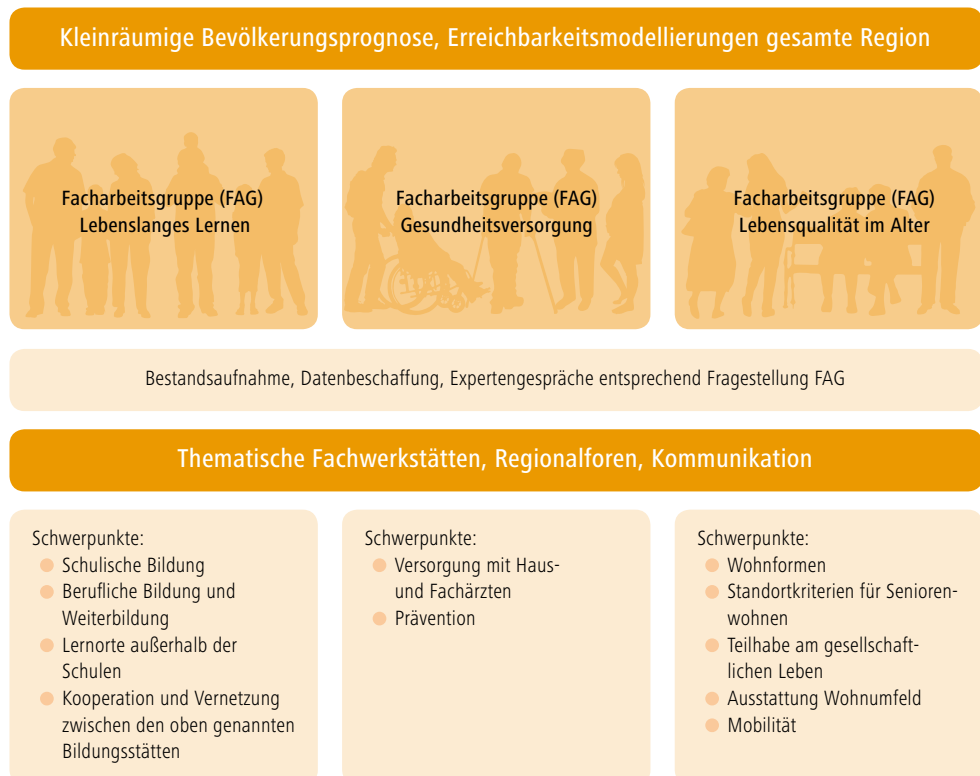 Kleinräumige Bevölkerungsprognose, Erreichbarkeitsmodellierungen gesamte Region
Facharbeitsgruppe (FAG)
Lebenslanges Lernen
Facharbeitsgruppe (FAG)
Gesundheitsversorgung
Facharbeitsgruppe (FAG)
Lebensqualität im Alter
Bestandsaufnahme, Datenbeschaffung, Expertengespräche entsprechend Fragestellung FAG
Thematische Fachwerkstätten, Regionalforen, Kommunikation
Schwerpunkte:
Schulische Bildung
Berufliche Bildung und
Weiterbildung
Lernorte außerhalb der
Schulen
Kooperation und Vernetzung
zwischen den oben genannten
Bildungsstätten
Schwerpunkte:
Versorgung mit Haus-
und Fachärzten
Prävention
Schwerpunkte:
Wohnformen
Standortkriterien für Senioren-
wohnen
Teilhabe am gesellschaft-
lichen Leben
Ausstattung Wohnumfeld
Mobilität